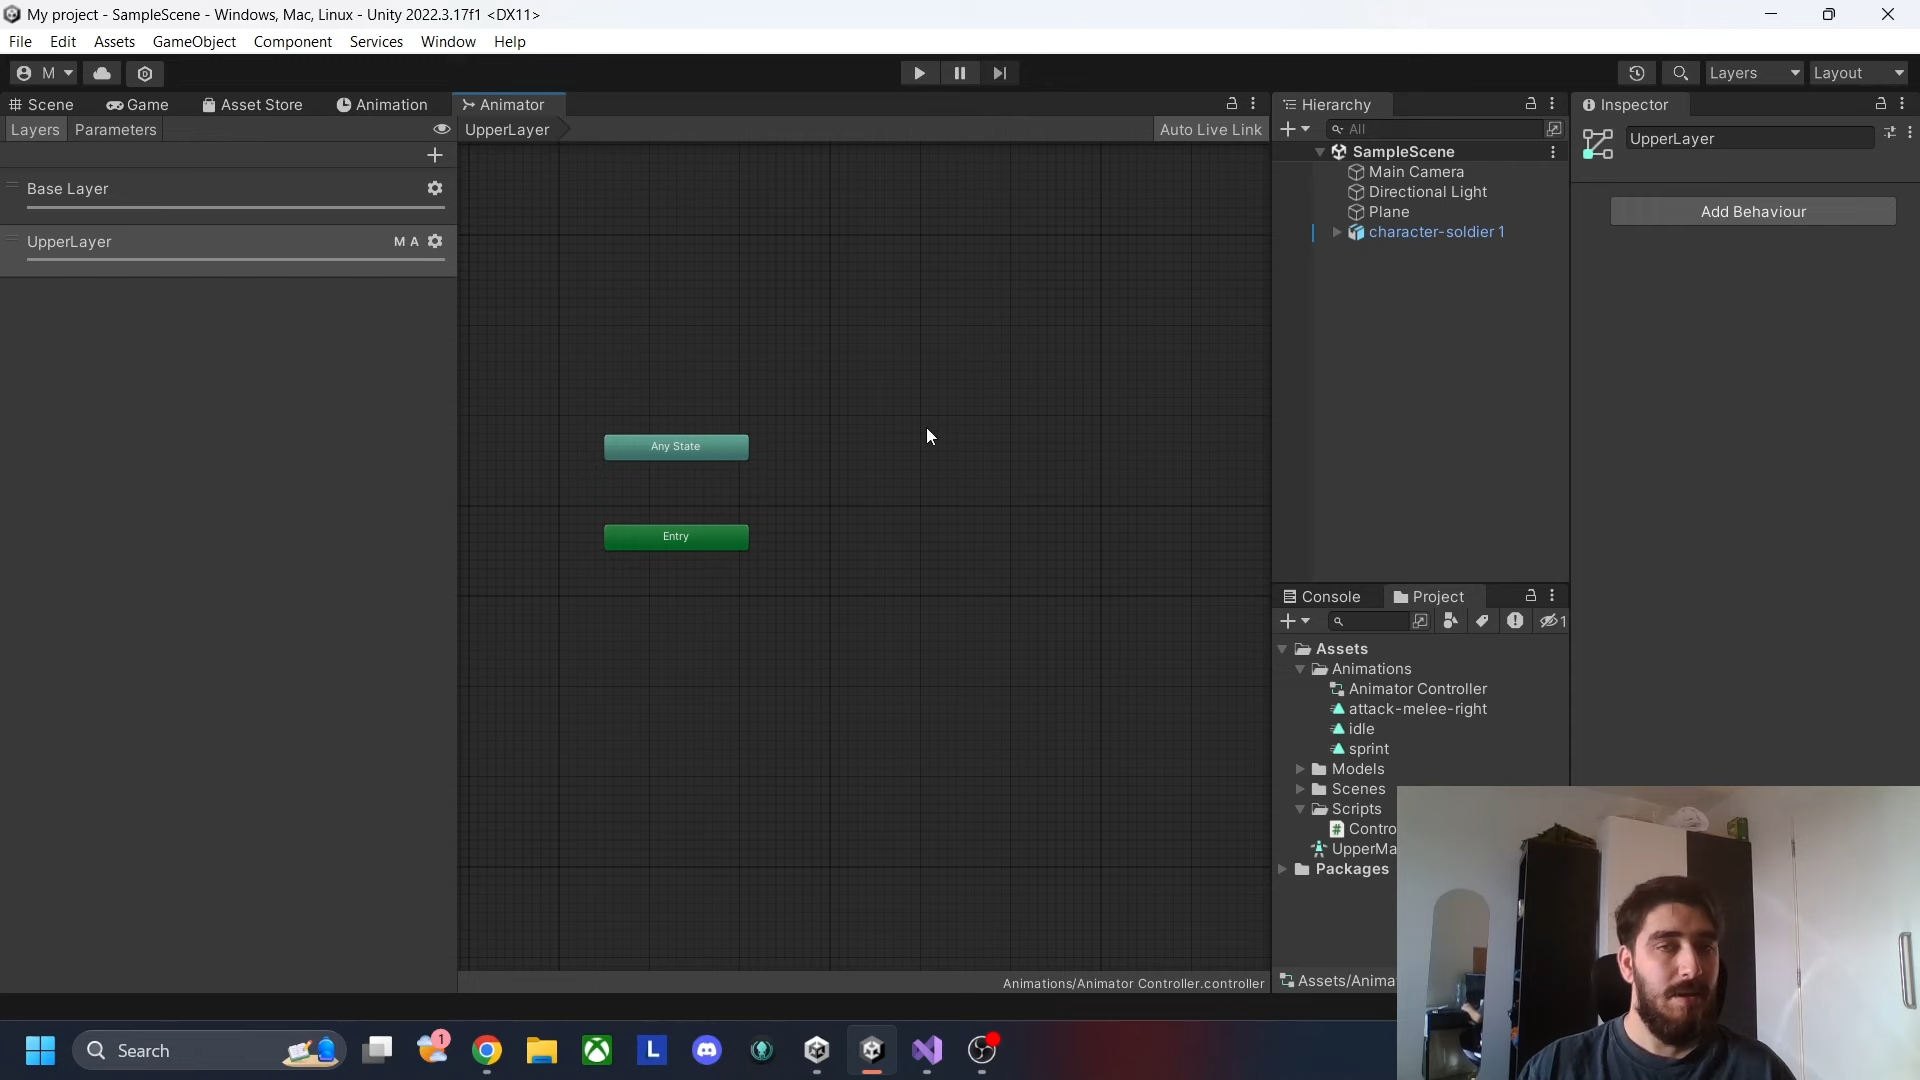 My project - SampleScene - Windows, Mac, Linux - Unity 2022.3.17f1 <DX11>
File Edit Assets GameObject Component Services Window Help
M Layers Layout
Scene Game Asset Store Animation Animator
Layers Parameters UpperLayer Auto Live Link
Base Layer
UpperLayer M A
Any State
Entry
Animations/Animator Controller.controller
Hierarchy
All
SampleScene
Main Camera
Directional Light
Plane
character-soldier 1
Inspector
UpperLayer
Add Behaviour
Console Project
1
Assets
Animations
Animator Controller
attack-melee-right
idle
sprint
Models
Scenes
Scripts
Contro
UpperMa
Packages
Assets/Anima
Search 1 L